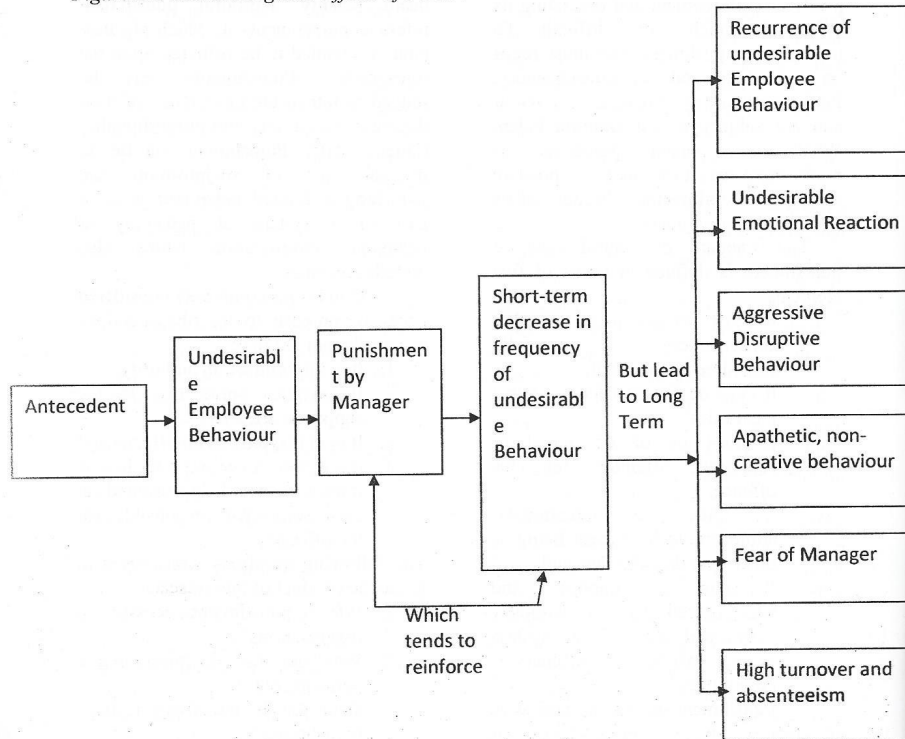 Antecedent
Undesirabl
e
Employee
Behaviour
Punishmen
t by
Manager
Short-term
decrease in
frequency
of
undesirabl
e
Behaviour
Which
tends to
reinforce
But lead
to Long
Term
Recurrence of
undesirable
Employee
Behaviour
Undesirable
Emotional Reaction
Aggressive
Disruptive
Behaviour
Apathetic, non-
creative behaviour
Fear of Manager
High turnover and
absenteeism